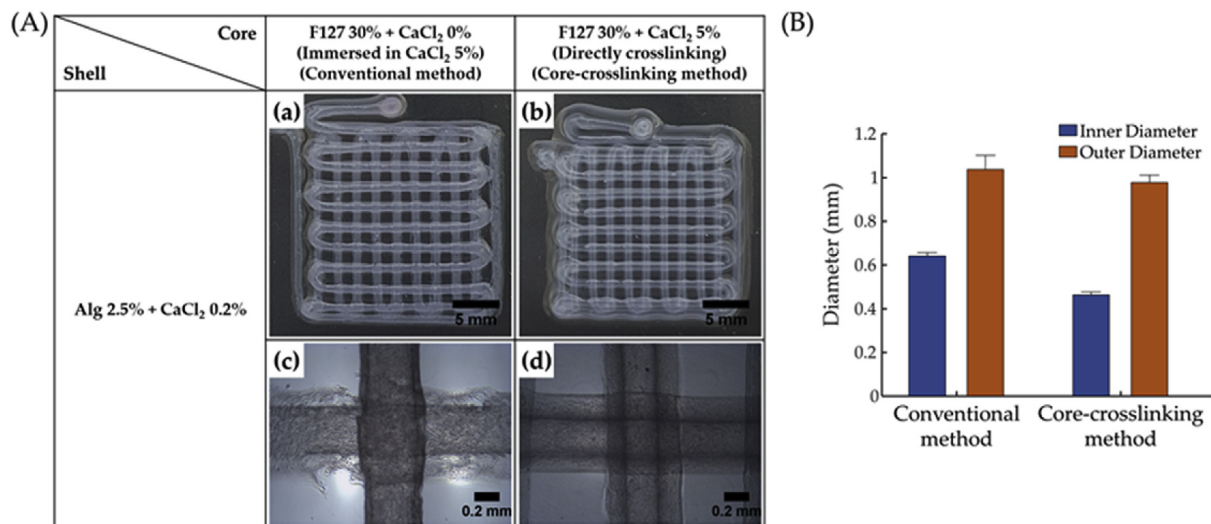 (A)
Core
Shell
F127 30% + CaCl₂ 0%
(Immersed in CaCl₂ 5%)
(Conventional method)
F127 30% + CaCl₂ 5%
(Directly crosslinking)
(Core-crosslinking method)
Alg 2.5% + CaCl₂ 0.2%
(a)
5 mm
(b)
5 mm
(c)
0.2 mm
(d)
0.2 mm
(B)
Inner Diameter
Outer Diameter
Diameter (mm)
1.2
1
0.8
0.6
0.4
0.2
0
Conventional
method
Core-crosslinking
method